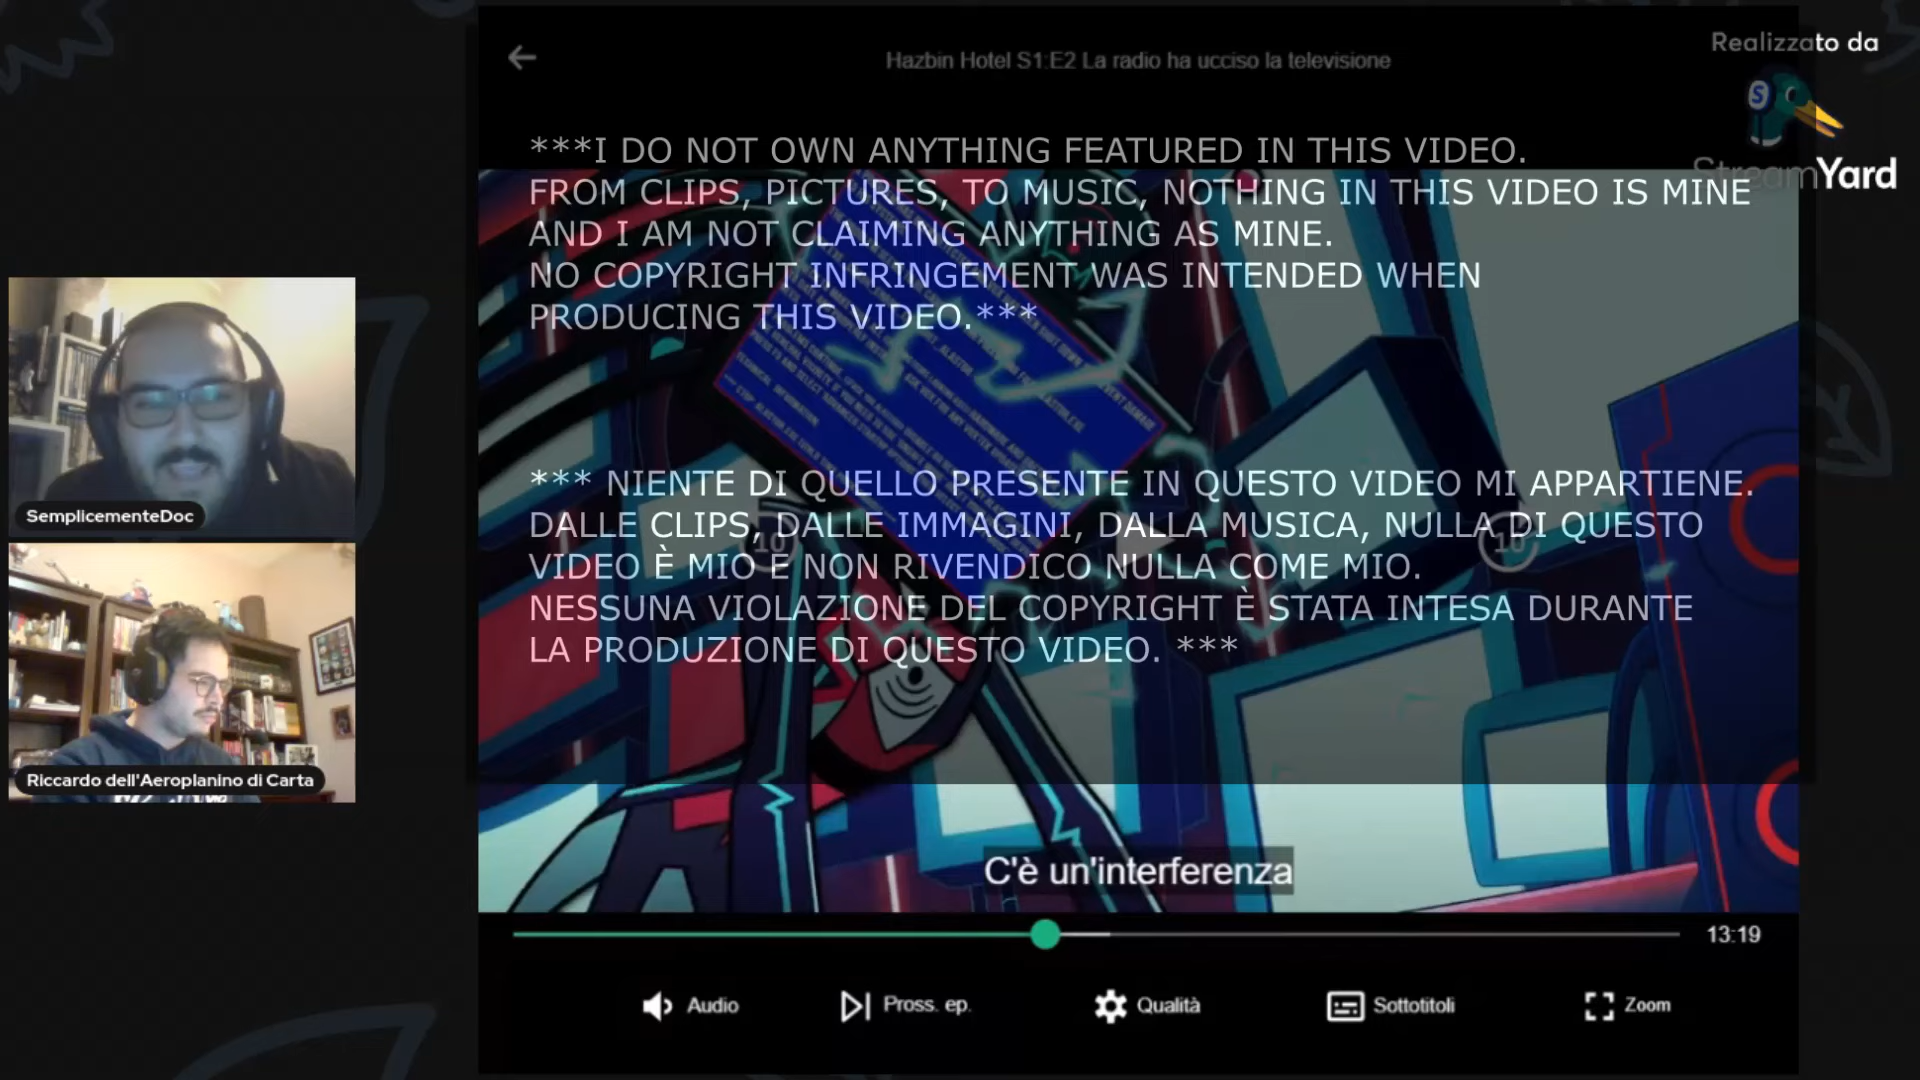 Hazbin Hotel S1:E2 La radio ha ucciso la televisione
Realizzato da
StreamYard
***I DO NOT OWN ANYTHING FEATURED IN THIS VIDEO.
FROM CLIPS, PICTURES, TO MUSIC, NOTHING IN THIS VIDEO IS MINE
AND I AM NOT CLAIMING ANYTHING AS MINE.
NO COPYRIGHT INFRINGEMENT WAS INTENDED WHEN
PRODUCING THIS VIDEO.***
*** NIENTE DI QUELLO PRESENTE IN QUESTO VIDEO MI APPARTIENE.
DALLE CLIPS, DALLE IMMAGINI, DALLA MUSICA, NULLA DI QUESTO
VIDEO È MIO E NON RIVENDICO NULLA COME MIO.
NESSUNA VIOLAZIONE DEL COPYRIGHT È STATA INTESA DURANTE
LA PRODUZIONE DI QUESTO VIDEO. ***
10
10
SemplicementeDoc
Riccardo dell'Aeroplanino di Carta
C'è un'interferenza
13:19
Audio
Pross. ep.
Qualità
Sottotitoli
Zoom